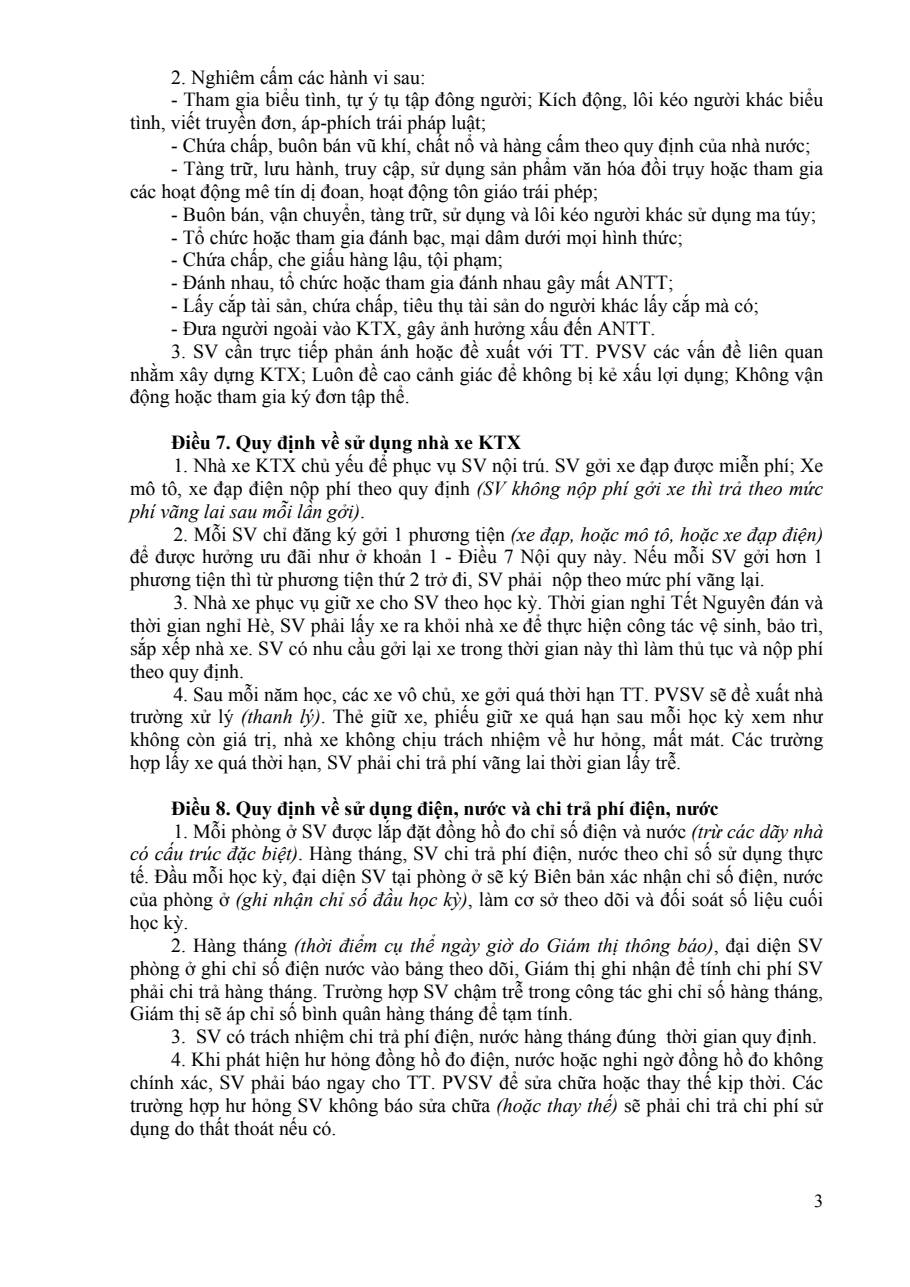 2. Nghiêm cấm các hành vi sau:
- Tham gia biểu tình, tự ý tụ tập đông người; Kích động, lôi kéo người khác biểu
tình, viết truyền đơn, áp-phích trái pháp luật;
- Chứa chấp, buôn bán vũ khí, chất nổ và hàng cấm theo quy định của nhà nước;
- Tàng trữ, lưu hành, truy cập, sử dụng sản phẩm văn hóa đồi trụy hoặc tham gia
các hoạt động mê tín dị đoan, hoạt động tôn giáo trái phép;
- Buôn bán, vận chuyển, tàng trữ, sử dụng và lôi kéo người khác sử dụng ma túy;
- Tổ chức hoặc tham gia đánh bạc, mại dâm dưới mọi hình thức;
- Chứa chấp, che giấu hàng lậu, tội phạm;
- Đánh nhau, tổ chức hoặc tham gia đánh nhau gây mất ANTT;
- Lấy cắp tài sản, chứa chấp, tiêu thụ tài sản do người khác lấy cắp mà có;
- Đưa người ngoài vào KTX, gây ảnh hưởng xấu đến ANTT.
3. SV cần trực tiếp phản ánh hoặc đề xuất với TT. PVSV các vấn đề liên quan
nhằm xây dựng KTX; Luôn đề cao cảnh giác để không bị kẻ xấu lợi dụng; Không vận
động hoặc tham gia ký đơn tập thể.
Điều 7. Quy định về sử dụng nhà xe KTX
1. Nhà xe KTX chủ yếu để phục vụ SV nội trú. SV gởi xe đạp được miễn phí; Xe
mô tô, xe đạp điện nộp phí theo quy định (SV không nộp phí gởi xe thì trả theo mức
phí vãng lai sau mỗi lần gởi).
2. Mỗi SV chỉ đăng ký gởi 1 phương tiện (xe đạp, hoặc mô tô, hoặc xe đạp điện)
để được hưởng ưu đãi như ở khoản 1 - Điều 7 Nội quy này. Nếu mỗi SV gởi hơn 1
phương tiện thì từ phương tiện thứ 2 trở đi, SV phải  nộp theo mức phí vãng lại.
3. Nhà xe phục vụ giữ xe cho SV theo học kỳ. Thời gian nghỉ Tết Nguyên đán và
thời gian nghỉ Hè, SV phải lấy xe ra khỏi nhà xe để thực hiện công tác vệ sinh, bảo trì,
sắp xếp nhà xe. SV có nhu cầu gởi lại xe trong thời gian này thì làm thủ tục và nộp phí
theo quy định.
4. Sau mỗi năm học, các xe vô chủ, xe gởi quá thời hạn TT. PVSV sẽ đề xuất nhà
trường xử lý (thanh lý). Thẻ giữ xe, phiếu giữ xe quá hạn sau mỗi học kỳ xem như
không còn giá trị, nhà xe không chịu trách nhiệm về hư hỏng, mất mát. Các trường
hợp lấy xe quá thời hạn, SV phải chi trả phí vãng lai thời gian lấy trễ.
Điều 8. Quy định về sử dụng điện, nước và chi trả phí điện, nước
1. Mỗi phòng ở SV được lắp đặt đồng hồ đo chỉ số điện và nước (trừ các dãy nhà
có cấu trúc đặc biệt). Hàng tháng, SV chi trả phí điện, nước theo chỉ số sử dụng thực
tế. Đầu mỗi học kỳ, đại diện SV tại phòng ở sẽ ký Biên bản xác nhận chỉ số điện, nước
của phòng ở (ghi nhận chỉ số đầu học kỳ), làm cơ sở theo dõi và đối soát số liệu cuối
học kỳ.
2. Hàng tháng (thời điểm cụ thể ngày giờ do Giám thị thông báo), đại diện SV
phòng ở ghi chỉ số điện nước vào bảng theo dõi, Giám thị ghi nhận để tính chi phí SV
phải chi trả hàng tháng. Trường hợp SV chậm trễ trong công tác ghi chỉ số hàng tháng,
Giám thị sẽ áp chỉ số bình quân hàng tháng để tạm tính.
3.  SV có trách nhiệm chi trả phí điện, nước hàng tháng đúng  thời gian quy định.
4. Khi phát hiện hư hỏng đồng hồ đo điện, nước hoặc nghi ngờ đồng hồ đo không
chính xác, SV phải báo ngay cho TT. PVSV để sửa chữa hoặc thay thế kịp thời. Các
trường hợp hư hỏng SV không báo sửa chữa (hoặc thay thế) sẽ phải chi trả chi phí sử
dụng do thất thoát nếu có.
3